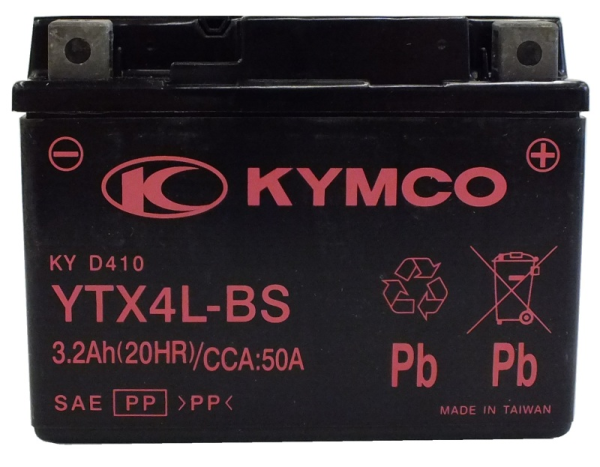 KYMCO
KY D410
YTX4L-BS
3.2Ah(20HR)/CCA:50A
Pb Pb
SAE PP >PP<
MADE IN TAIWAN